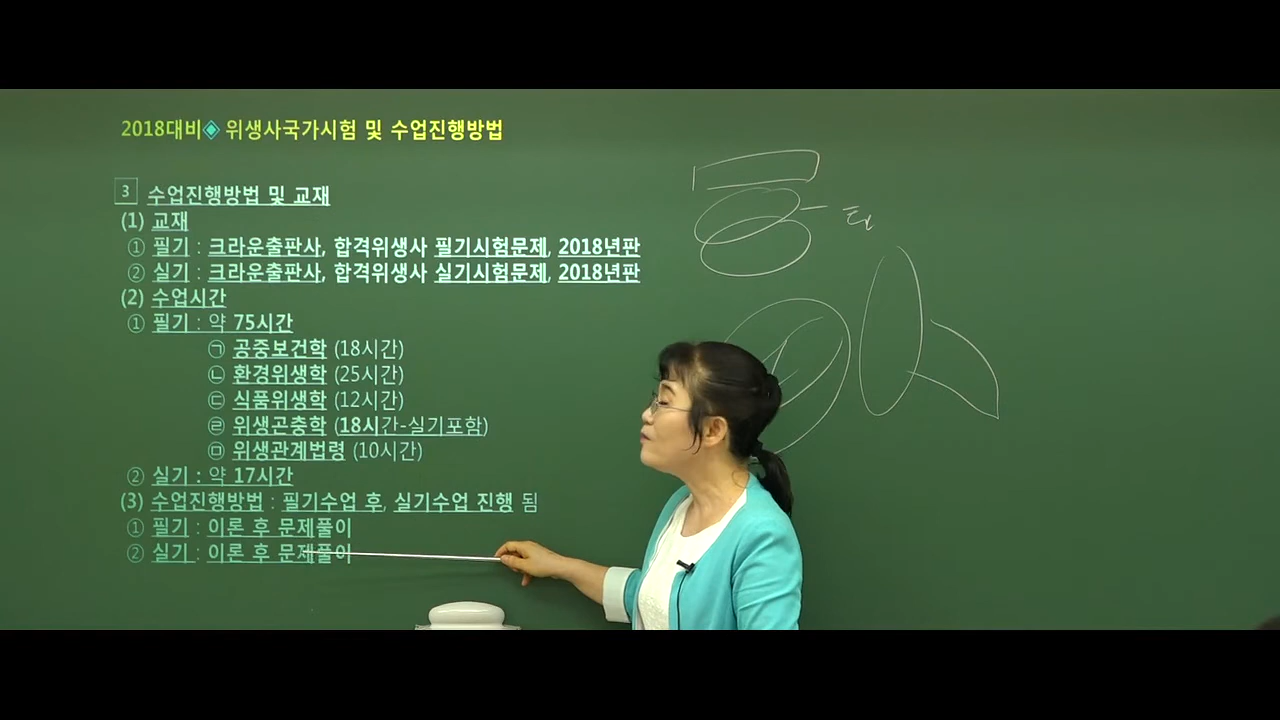 2018대비◈ 위생사국가시험 및 수업진행방법
3 수업진행방법 및 교재
(1) 교재
① 필기 : 크라운출판사, 합격위생사 필기시험문제, 2018년판
② 실기 : 크라운출판사, 합격위생사 실기시험문제, 2018년판
(2) 수업시간
① 필기 : 약 75시간
㉠ 공중보건학 (18시간)
㉡ 환경위생학 (25시간)
㉢ 식품위생학 (12시간)
㉣ 위생곤충학 (18시간-실기포함)
㉤ 위생관계법령 (10시간)
② 실기 : 약 17시간
(3) 수업진행방법 : 필기수업 후, 실기수업 진행 됨
① 필기 : 이론 후 문제풀이
② 실기 : 이론 후 문제풀이